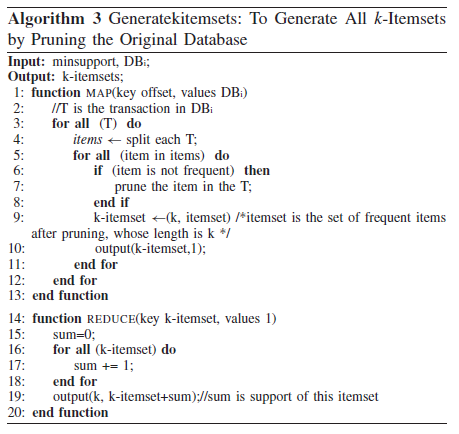 Algorithm 3 Generatekitemsets: To Generate All k-Itemsets
by Pruning the Original Database
Input: minsupport, DBi;
Output: k-itemsets;
1: function MAP(key offset, values DBi)
2: //T is the transaction in DBi
3: for all (T) do
4: items ← split each T;
5: for all (item in items) do
6: if (item is not frequent) then
7: prune the item in the T;
8: end if
9: k-itemset ←(k, itemset) /*itemset is the set of frequent items
after pruning, whose length is k */
10: output(k-itemset,1);
11: end for
12: end for
13: end function
14: function REDUCE(key k-itemset, values 1)
15: sum=0;
16: for all (k-itemset) do
17: sum += 1;
18: end for
19: output(k, k-itemset+sum);//sum is support of this itemset
20: end function